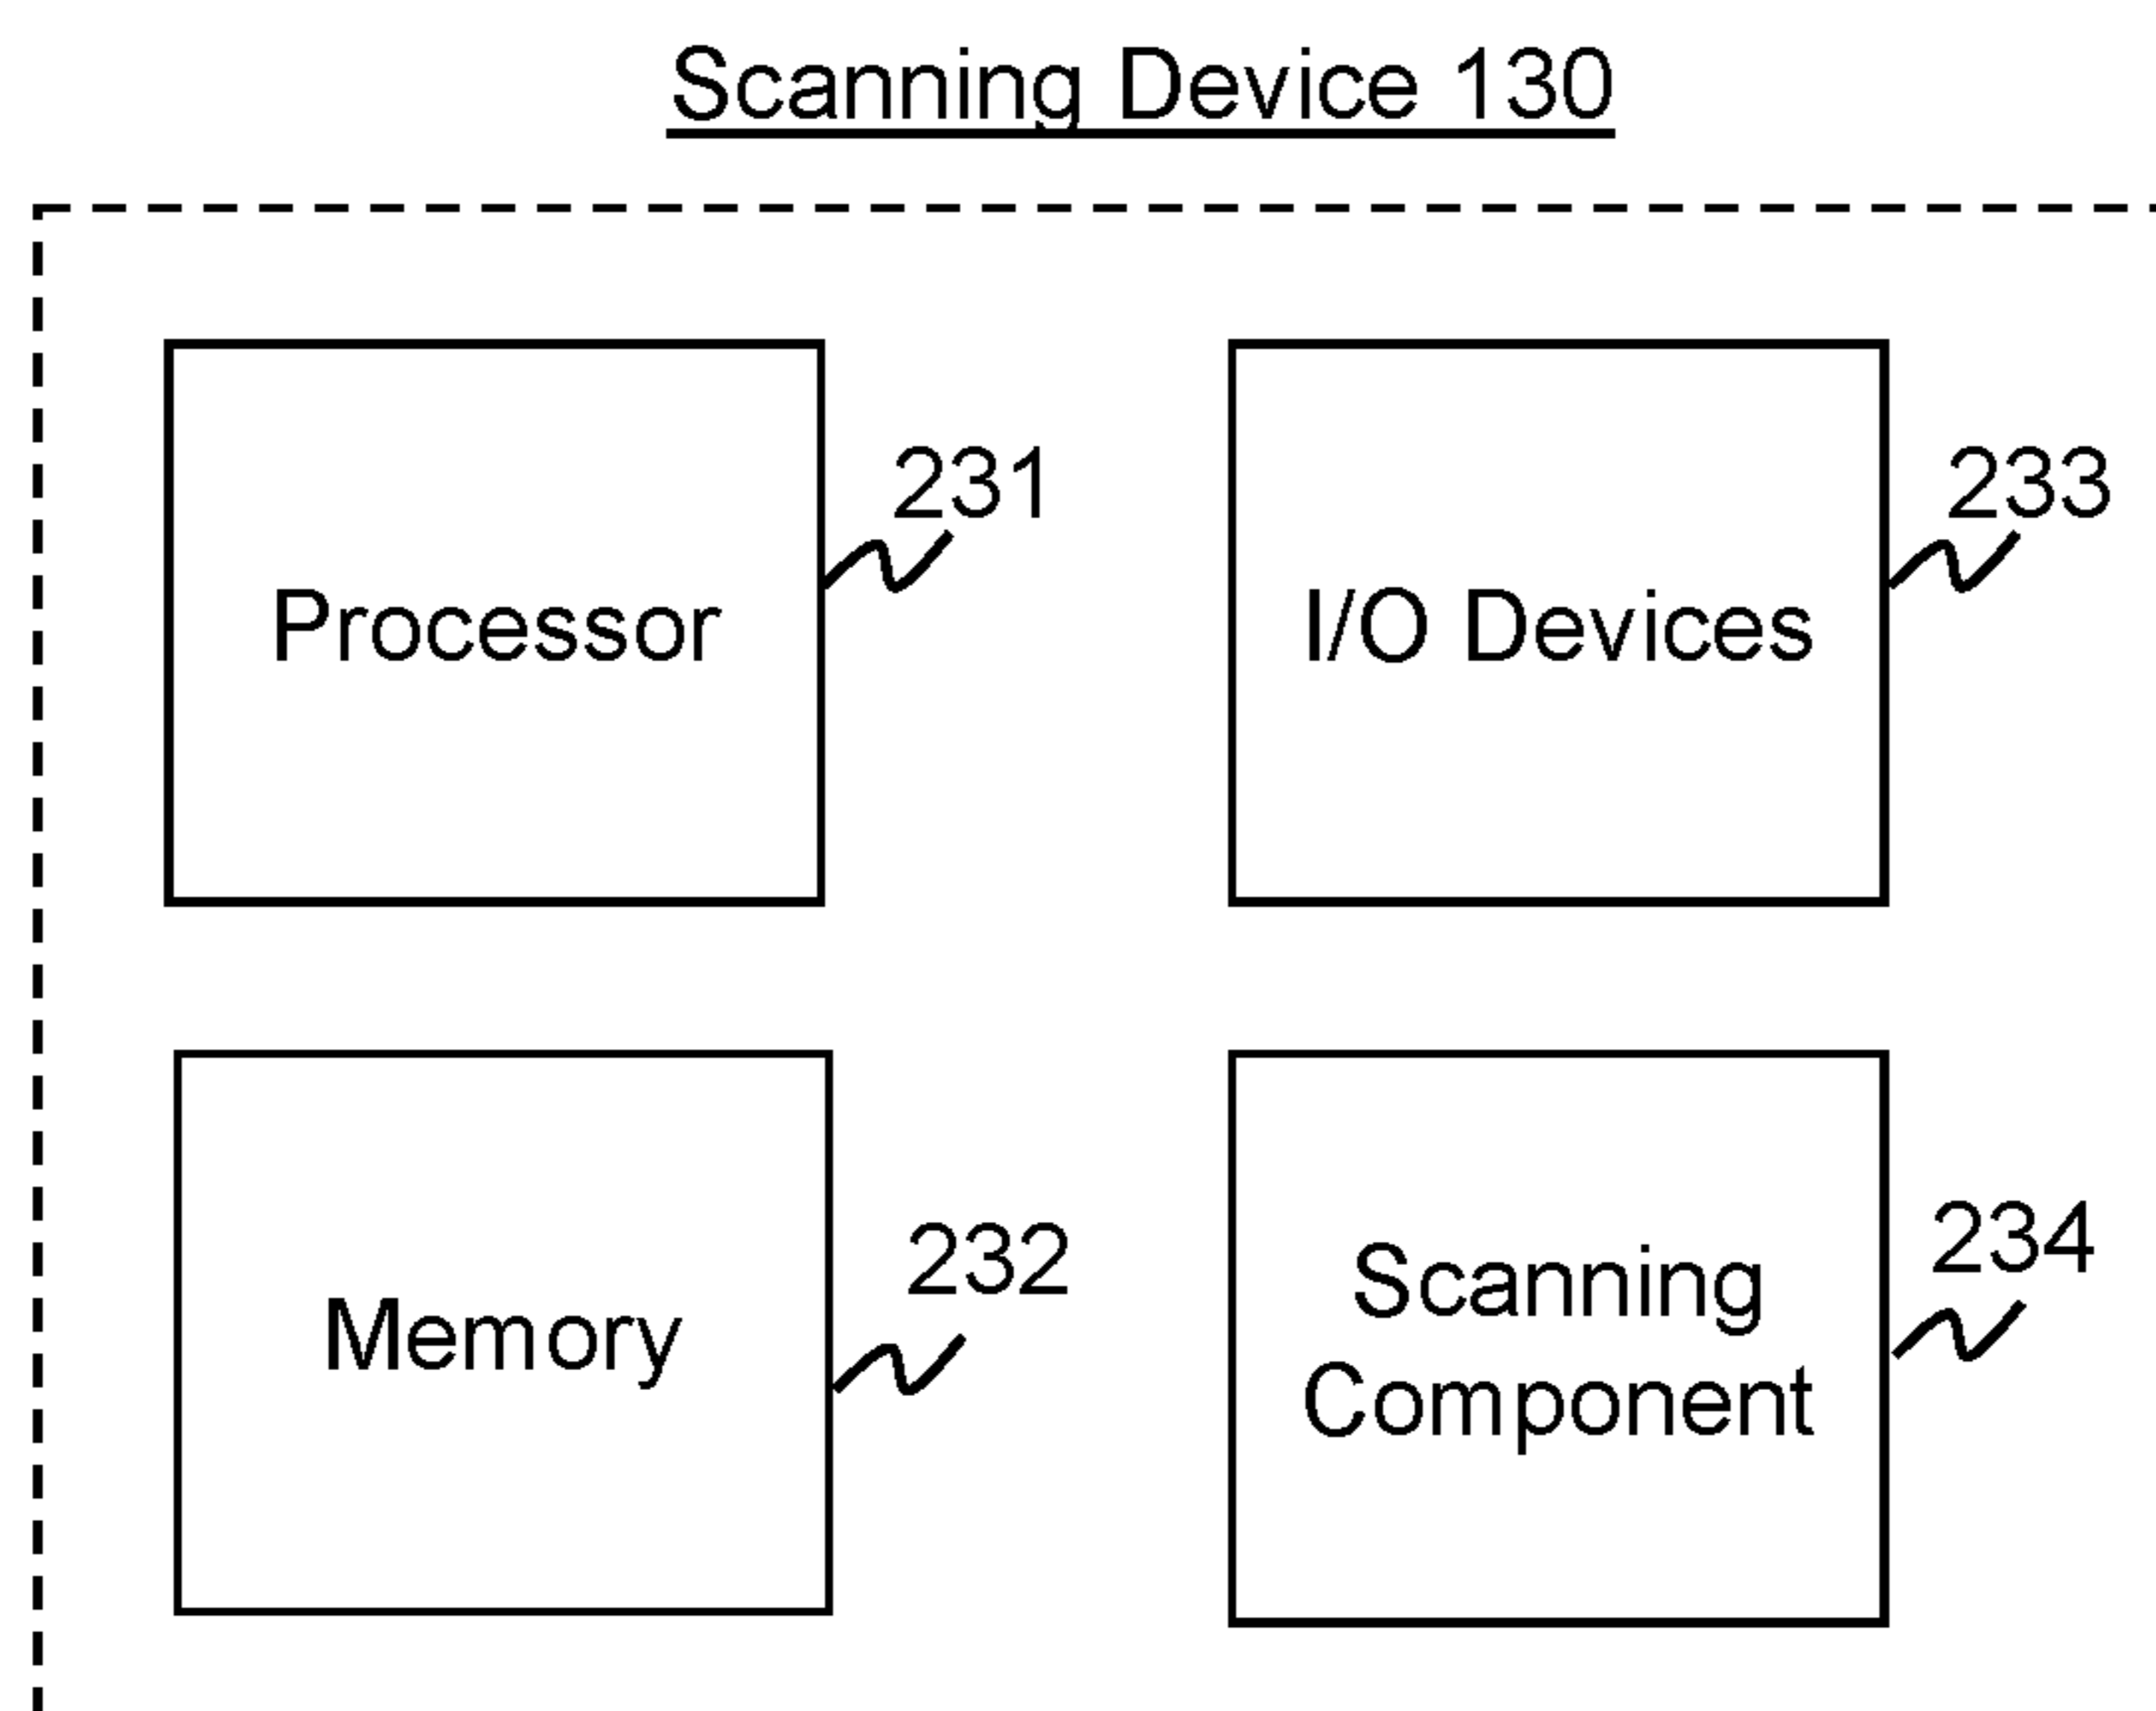 Scanning Device 130
231
Processor
233
I/O Devices
232
Memory
234
Scanning
Component